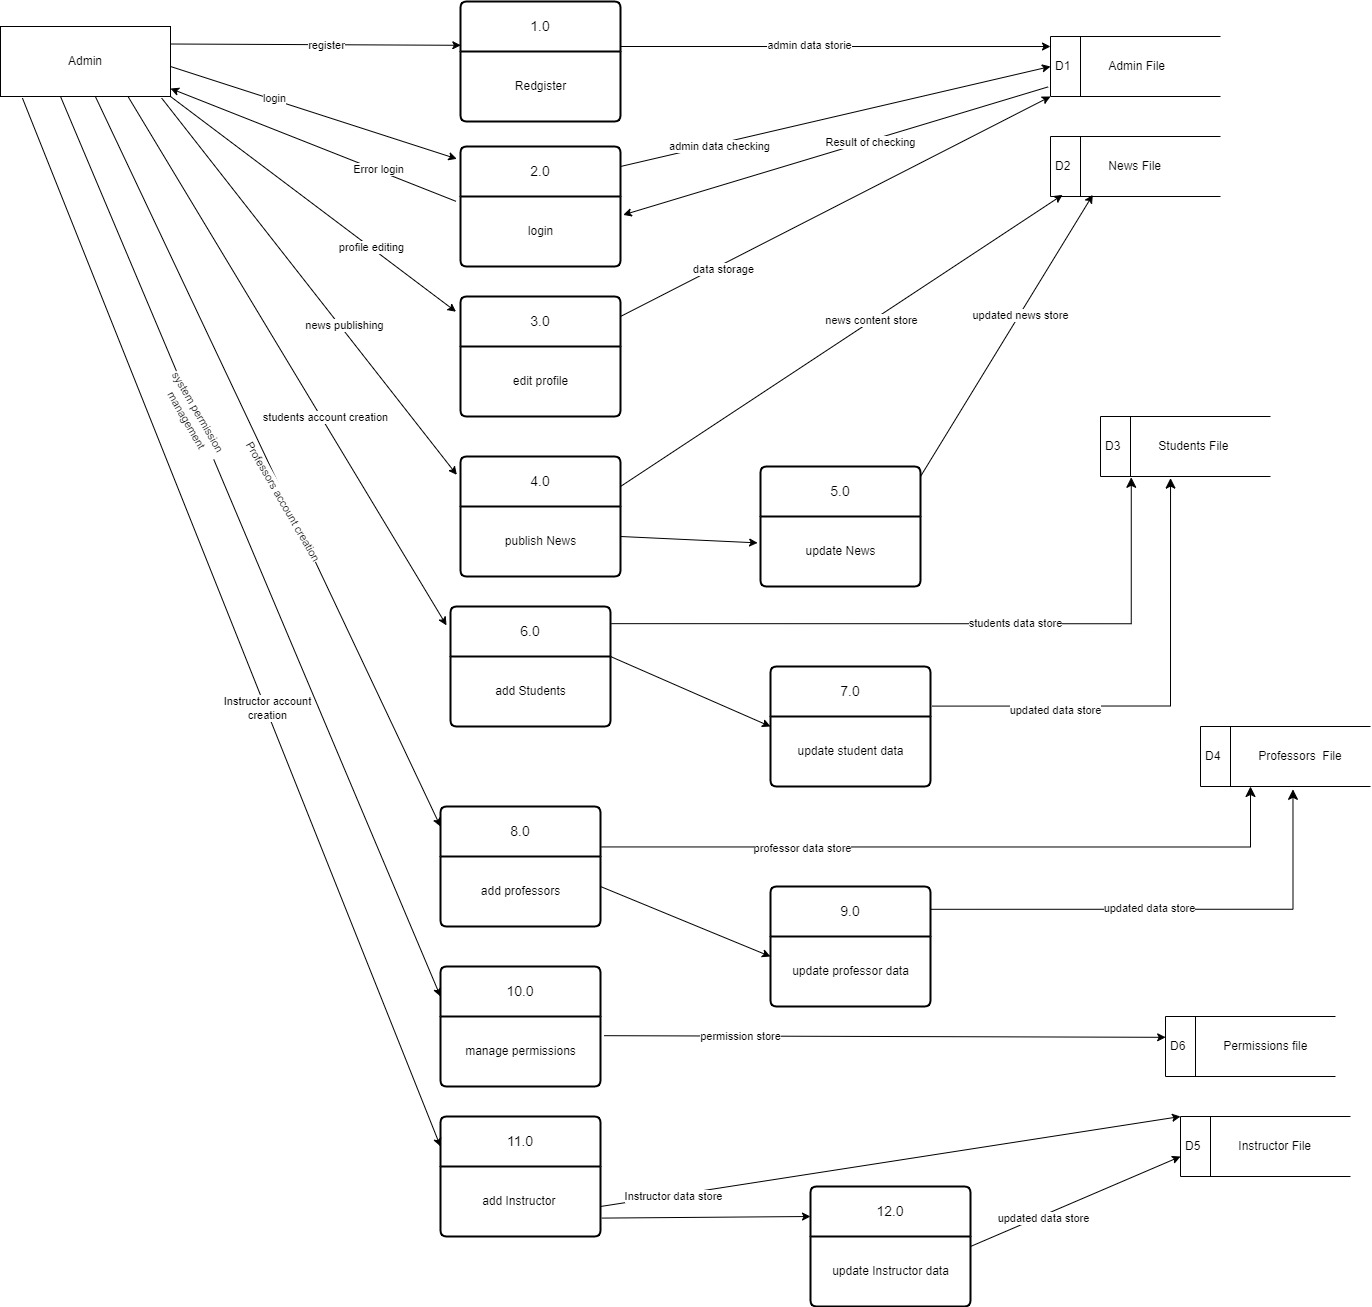 Admin
register
1.0
Redgister
admin data storie
D1
Admin File
login
Error login
2.0
login
admin data checking
Result of checking
D2
News File
profile editing
3.0
edit profile
data storage
news publishing
news content store
updated news store
students account creation
system permission
management
Professors account creation
4.0
publish News
5.0
update News
D3
Students File
6.0
add Students
students data store
7.0
update student data
updated data store
Instructor account
creation
D4
Professors File
8.0
add professors
professor data store
9.0
update professor data
updated data store
10.0
manage permissions
permission store
D6
Permissions file
11.0
add Instructor
Instructor data store
D5
Instructor File
12.0
update Instructor data
updated data store